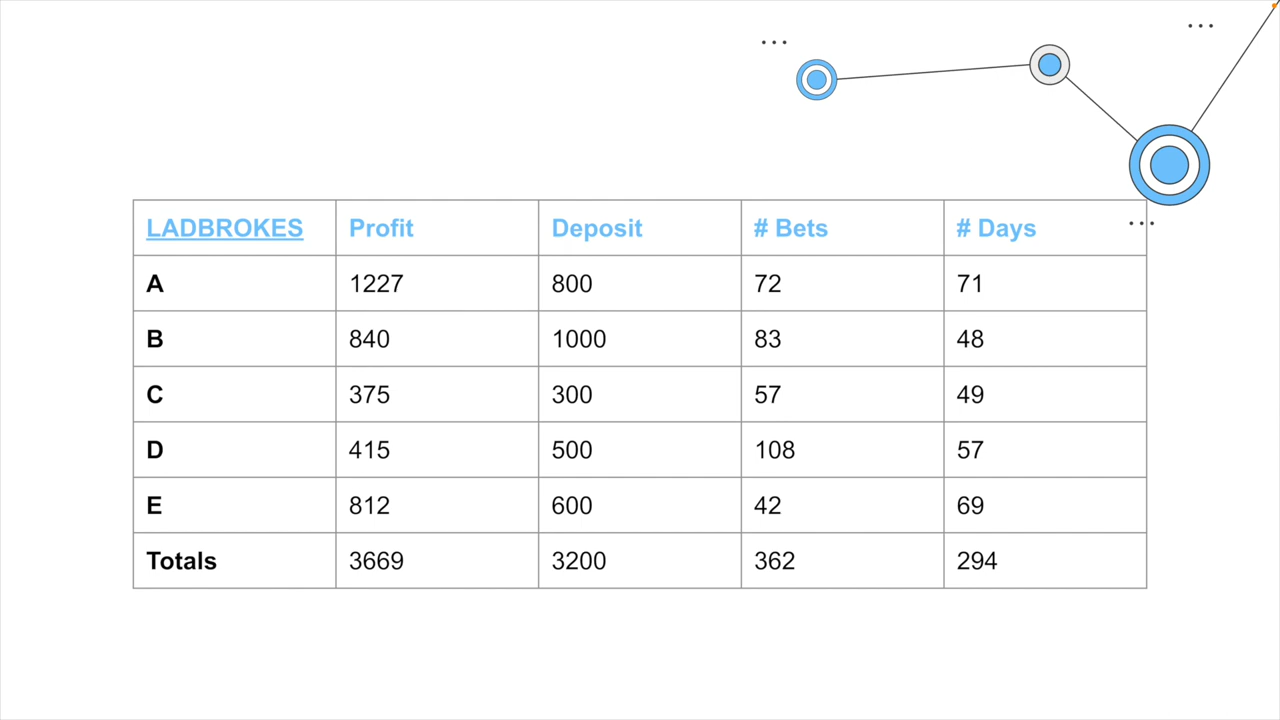 LADBROKES Profit Deposit # Bets # Days
A 1227 800 72 71
B 840 1000 83 48
C 375 300 57 49
D 415 500 108 57
E 812 600 42 69
Totals 3669 3200 362 294